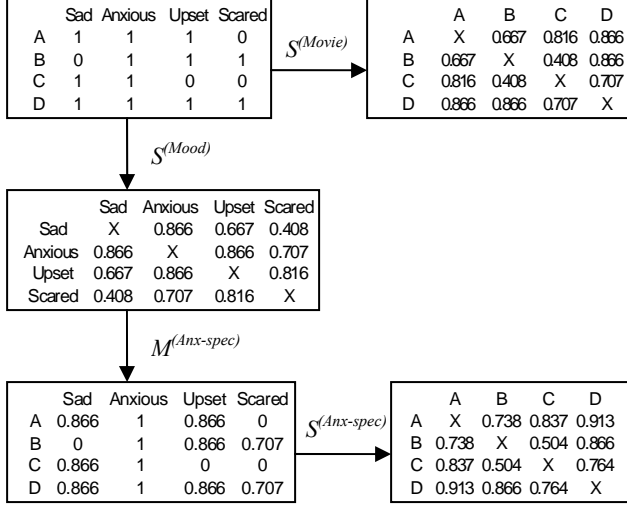 Sad Anxious Upset Scared
A 1 1 1 0
B 0 1 1 1
C 1 1 0 0
D 1 1 1 1
S(Movie)
A B C D
A X 0.667 0.816 0.866
B 0.667 X 0.408 0.866
C 0.816 0.408 X 0.707
D 0.866 0.866 0.707 X
S(Mood)
Sad Anxious Upset Scared
Sad X 0.866 0.667 0.408
Anxious 0.866 X 0.866 0.707
Upset 0.667 0.866 X 0.816
Scared 0.408 0.707 0.816 X
M(Anx-spec)
Sad Anxious Upset Scared
A 0.866 1 0.866 0
B 0 1 0.866 0.707
C 0.866 1 0 0
D 0.866 1 0.866 0.707
S(Anx-spec)
A B C D
A X 0.738 0.837 0.913
B 0.738 X 0.504 0.866
C 0.837 0.504 X 0.764
D 0.913 0.866 0.764 X